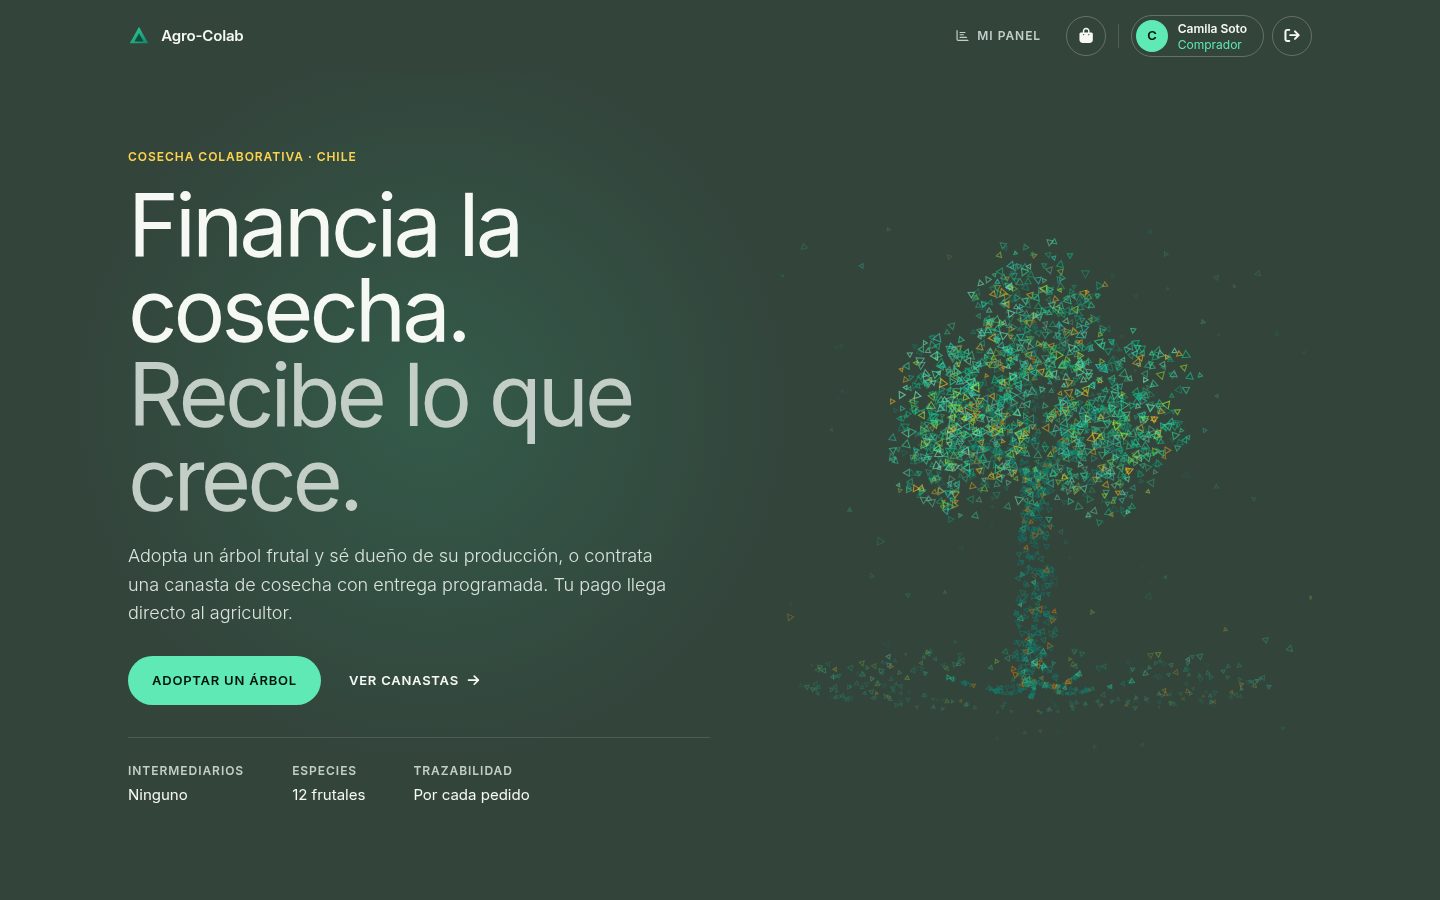 Agro-Colab
MI PANEL
C
Camila Soto
Comprador
COSECHA COLABORATIVA · CHILE
Financia la
cosecha.
Recibe lo que
crece.
Adopta un árbol frutal y sé dueño de su producción, o contrata
una canasta de cosecha con entrega programada. Tu pago llega
directo al agricultor.
ADOPTAR UN ÁRBOL
VER CANASTAS →
INTERMEDIARIOS
Ninguno
ESPECIES
12 frutales
TRAZABILIDAD
Por cada pedido